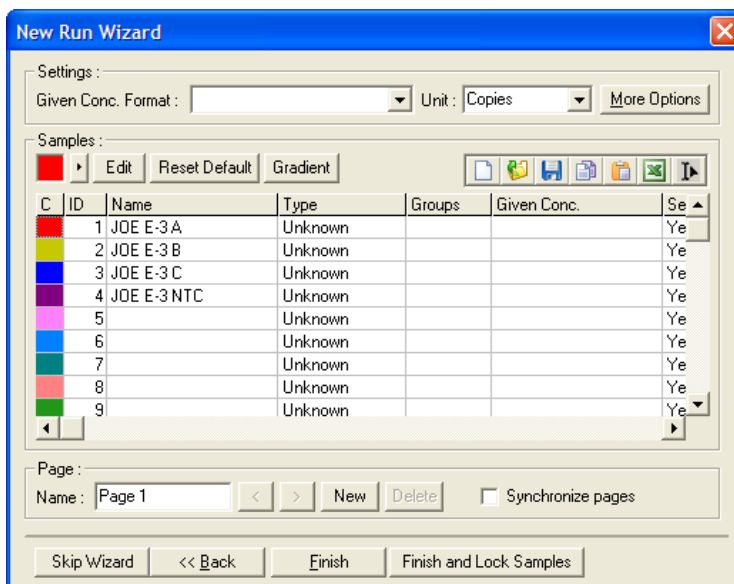 New Run Wizard
Settings :
Given Conc. Format : Unit : Copies More Options
Samples :
Edit Reset Default Gradient
C ID Name Type Groups Given Conc. Se
1 JOE E-3 A Unknown Ye
2 JOE E-3 B Unknown Ye
3 JOE E-3 C Unknown Ye
4 JOE E-3 NTC Unknown Ye
5 Unknown Ye
6 Unknown Ye
7 Unknown Ye
8 Unknown Ye
9 Unknown Ye
Page :
Name : Page 1 < > New Delete Synchronize pages
Skip Wizard << Back Finish Finish and Lock Samples